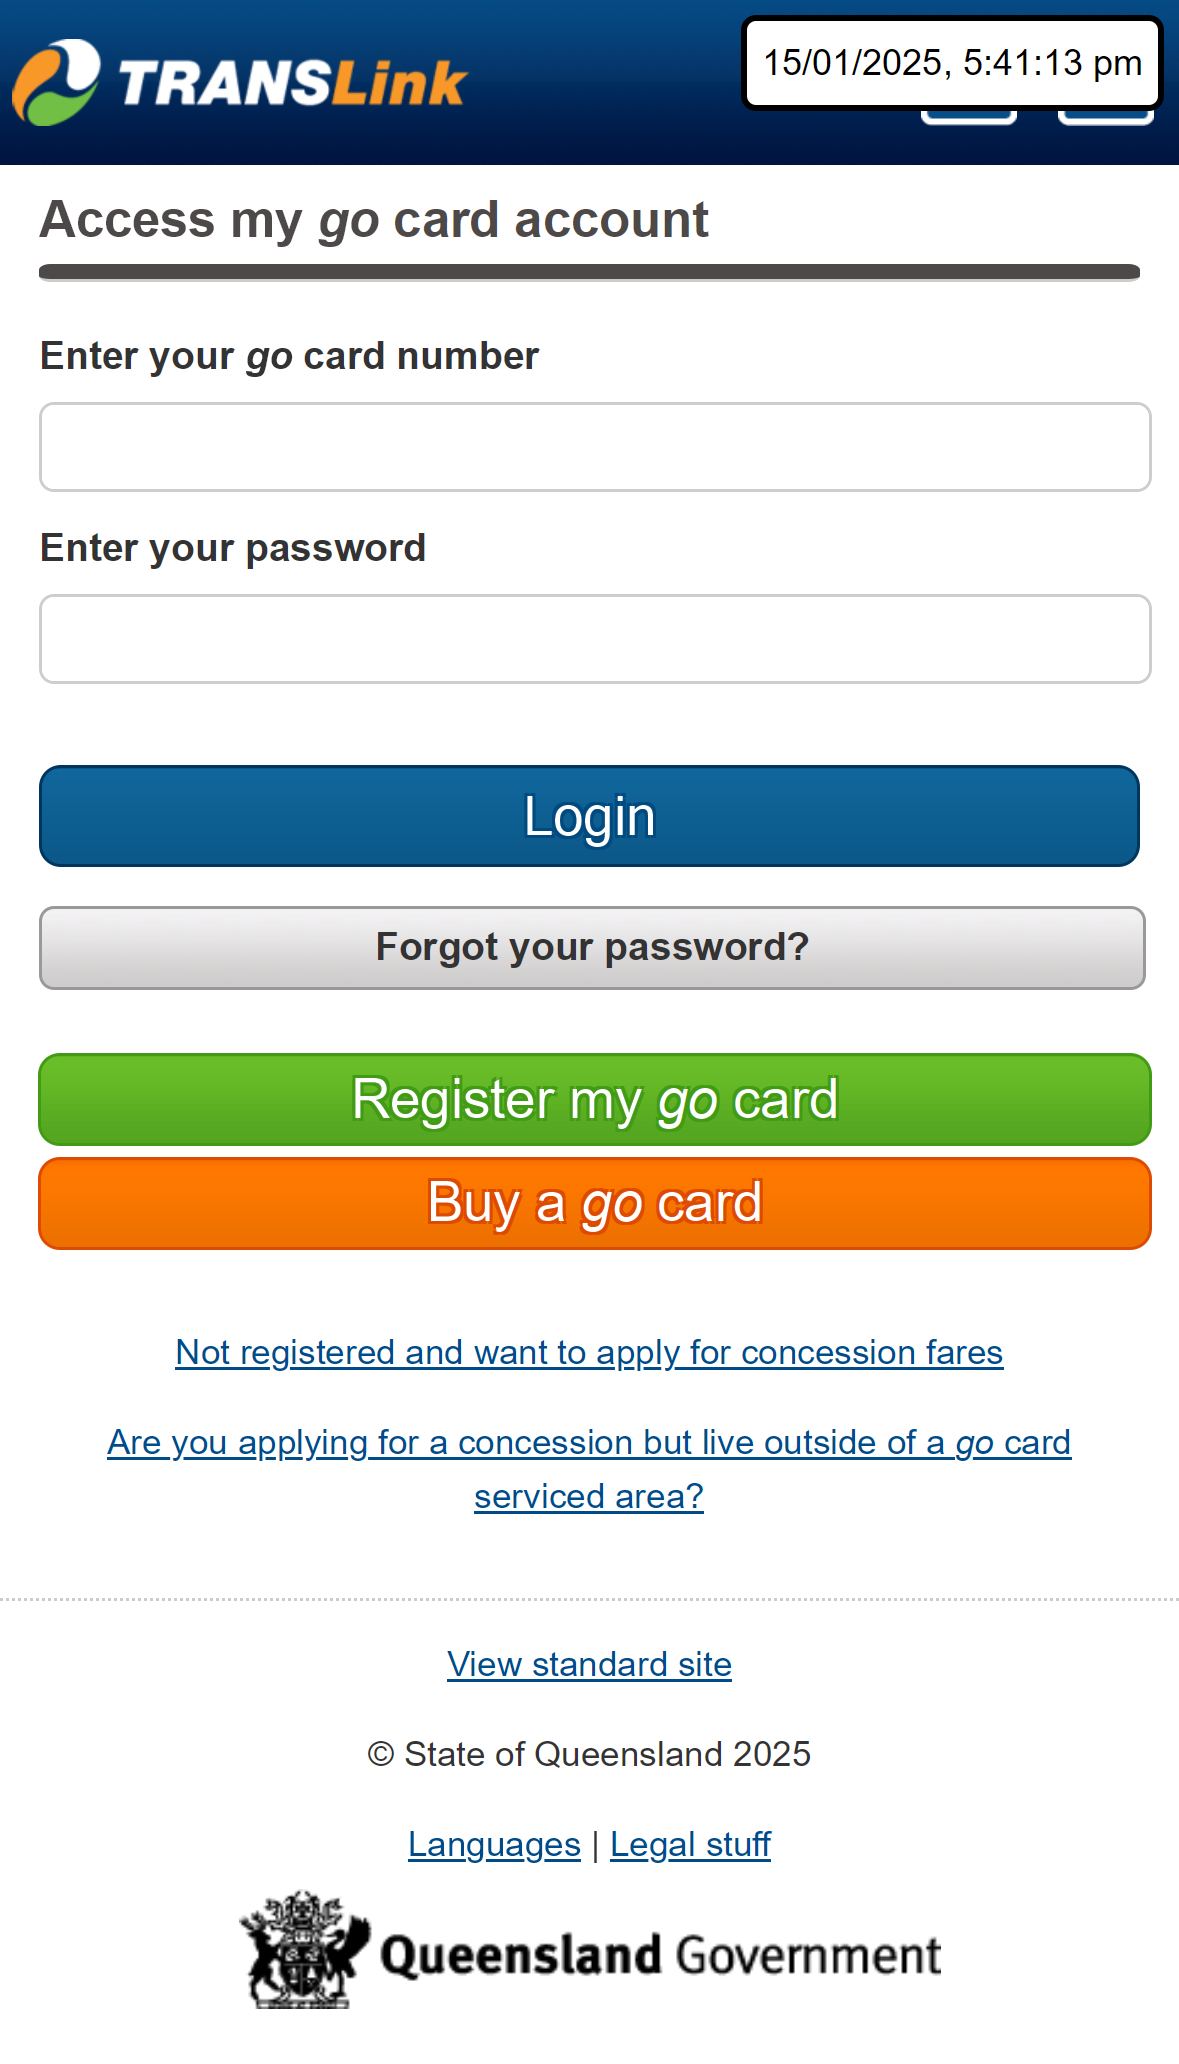 TRANSLink
15/01/2025, 5:41:13 pm
Access my go card account
Enter your go card number
Enter your password
Login
Forgot your password?
Register my go card
Buy a go card
Not registered and want to apply for concession fares
Are you applying for a concession but live outside of a go card
serviced area?
View standard site
© State of Queensland 2025
Languages | Legal stuff
Queensland Government